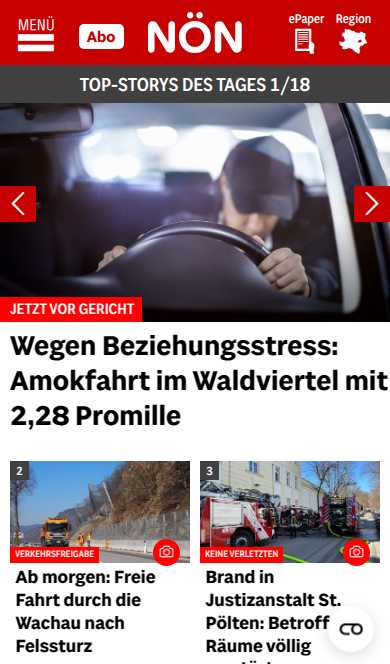 MENÜ
Abo
NÖN
ePaper
Region
TOP-STORYS DES TAGES 1/18
JETZT VOR GERICHT
Wegen Beziehungsstress:
Amokfahrt im Waldviertel mit
2,28 Promille
2
VERKEHRSFREIGABE
Ab morgen: Freie
Fahrt durch die
Wachau nach
Felssturz
3
KEINE VERLETZTEN
Brand in
Justizanstalt St.
Pölten: Betroff
Räume völlig